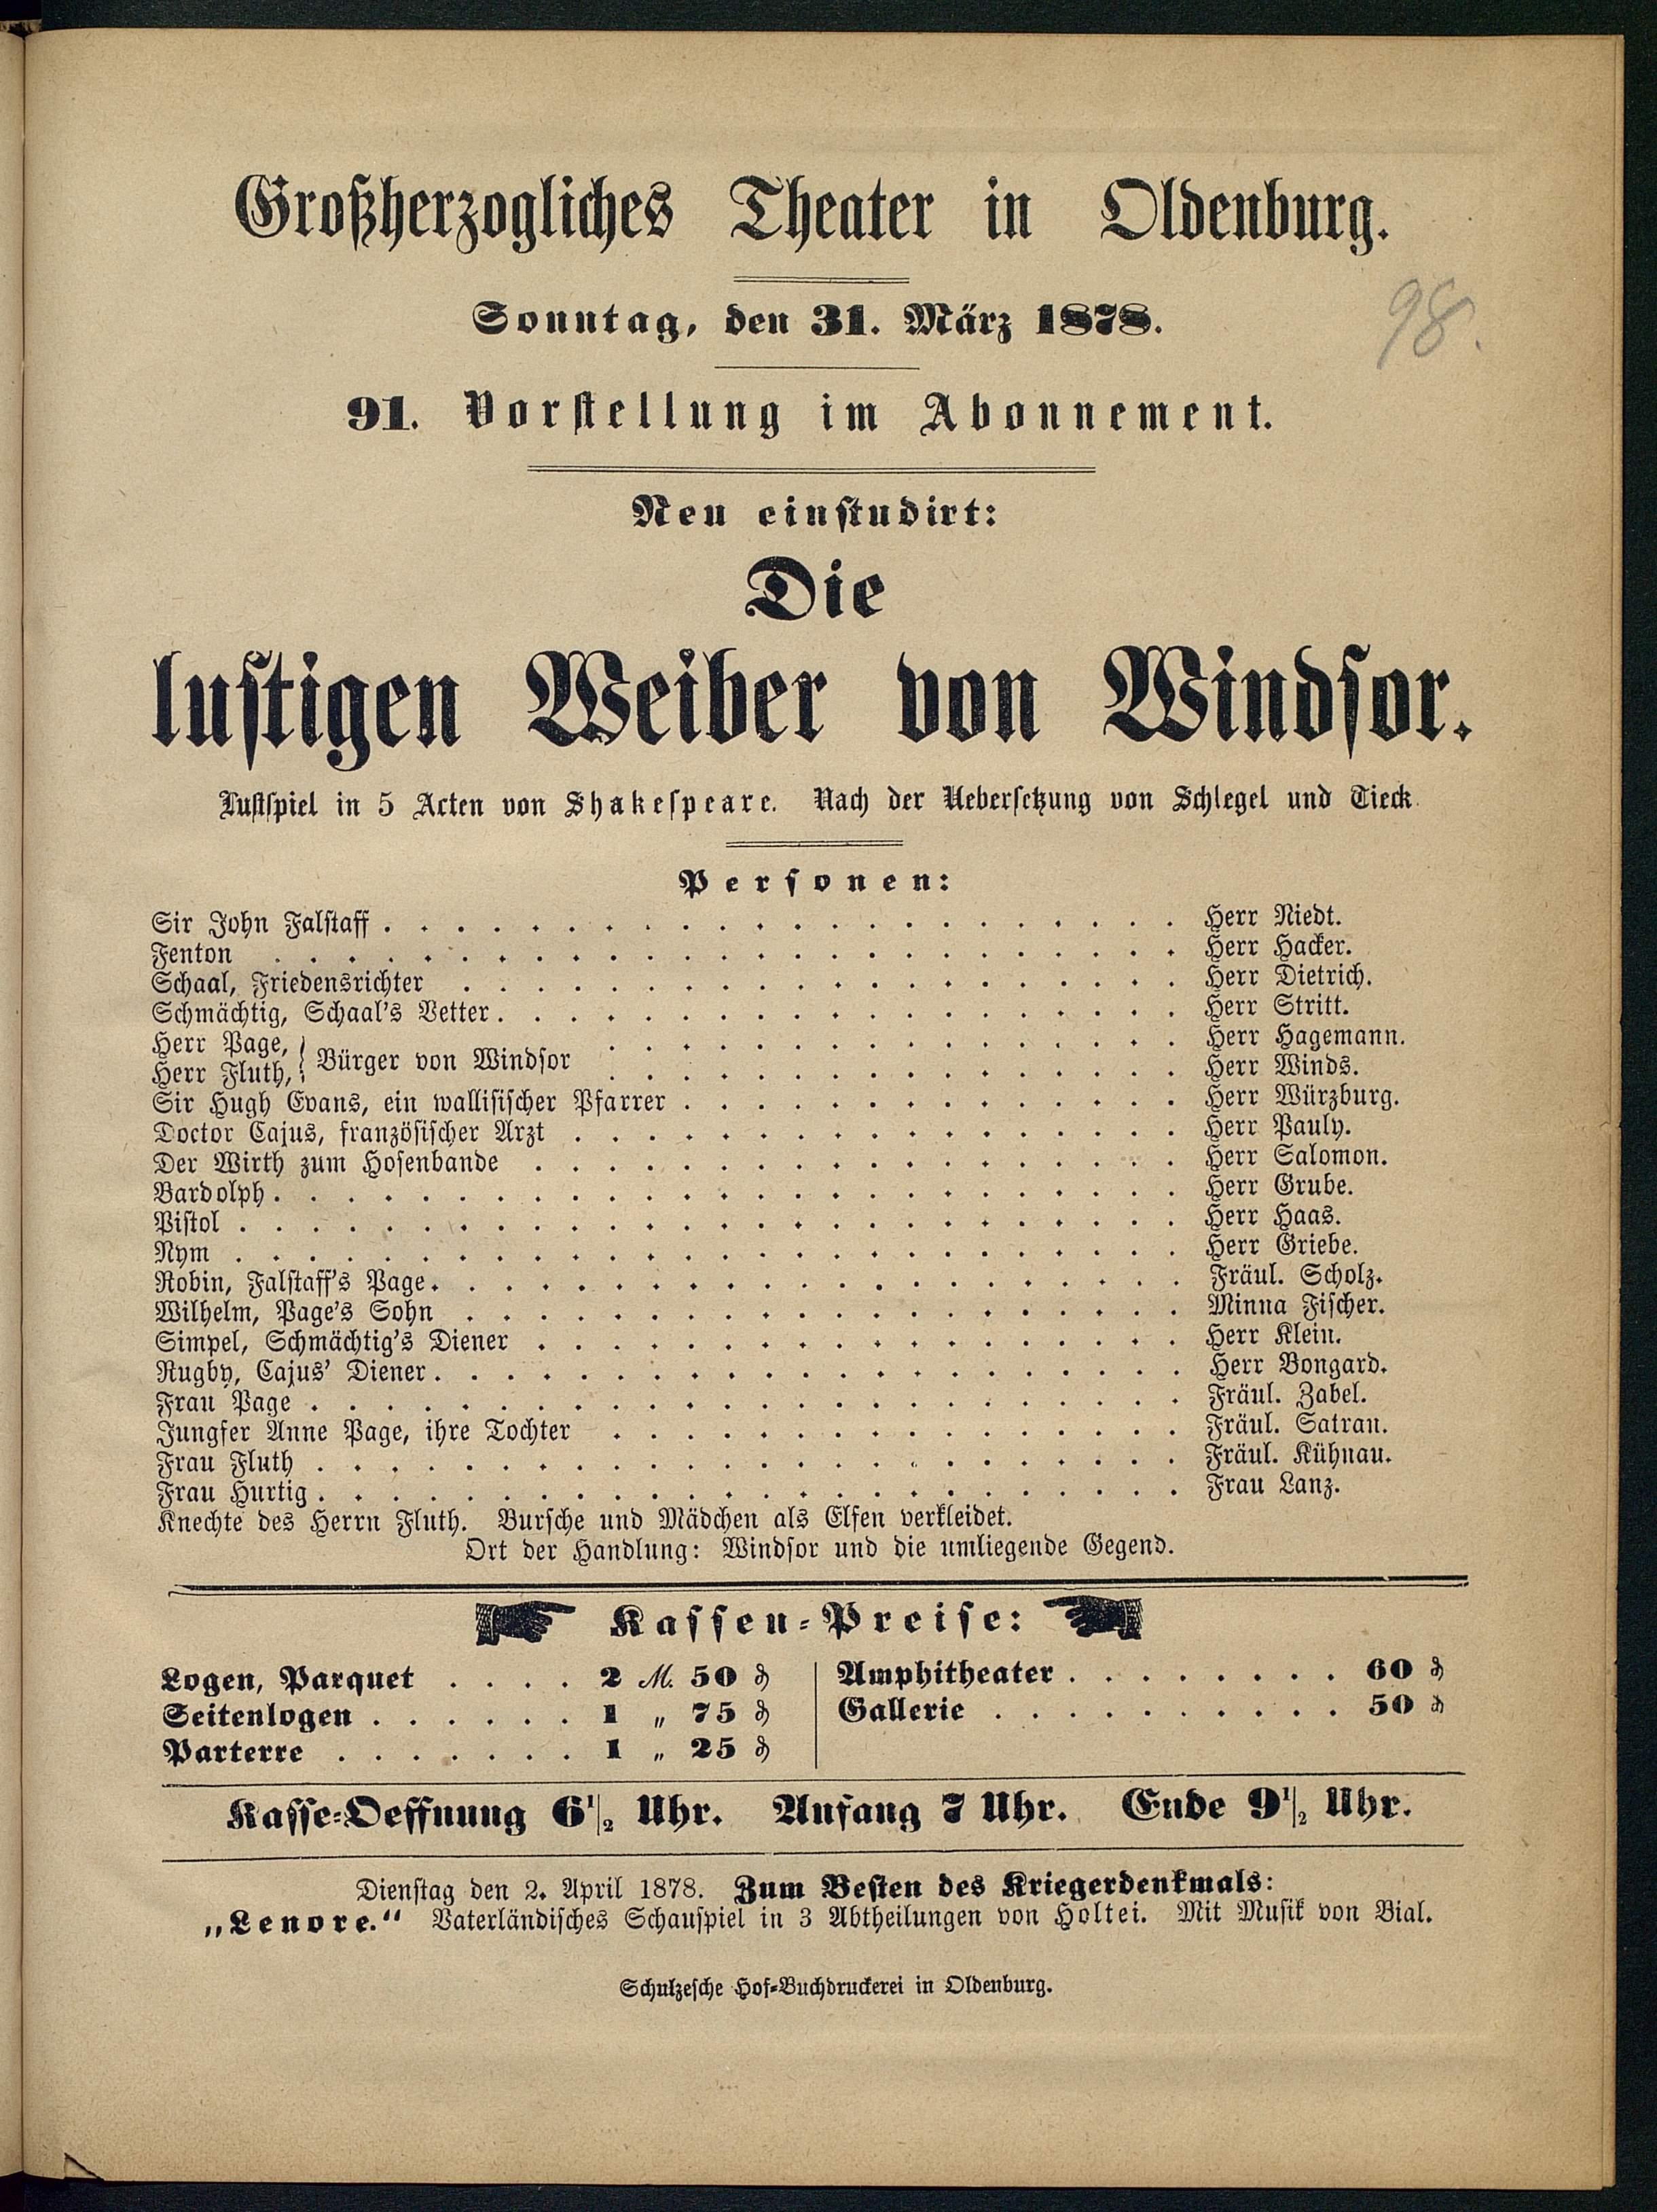 Großherzogliches Theater in Oldenburg.
Sonntag, den 31. März 1878.
98.
91. Vorstellung im Abonnement.
Neu einstudirt:
Die
lustigen Weiber von Windsor.
Lustspiel in 5 Acten von Shakespeare. Nach der Uebersetzung von Schlegel und Tieck.
Personen:
Sir John Falstaff . . . . . . . . . . Herr Niedt.
Fenton . . . . . . . . . . Herr Hacker.
Schaal, Friedensrichter . . . . . . . . . . Herr Dietrich.
Schmächtig, Schaal's Vetter . . . . . . . . . . Herr Stritt.
Herr Page, } Bürger von Windsor . . . . . . . . . . Herr Hagemann.
Herr Fluth, } . . . . . . . . . . Herr Winds.
Sir Hugh Evans, ein wallisischer Pfarrer . . . . . . . . . . Herr Würzburg.
Doctor Cajus, französischer Arzt . . . . . . . . . . Herr Pauly.
Der Wirth zum Hosenbande . . . . . . . . . . Herr Salomon.
Bardolph . . . . . . . . . . Herr Grube.
Pistol . . . . . . . . . . Herr Haas.
Nym . . . . . . . . . . Herr Griebe.
Robin, Falstaff's Page . . . . . . . . . . Fräul. Scholz.
Wilhelm, Page's Sohn . . . . . . . . . . Minna Fischer.
Simpel, Schmächtig's Diener . . . . . . . . . . Herr Klein.
Rugby, Cajus' Diener . . . . . . . . . . Herr Bongard.
Frau Page . . . . . . . . . . Fräul. Zabel.
Jungfer Anne Page, ihre Tochter . . . . . . . . . . Fräul. Satran.
Frau Fluth . . . . . . . . . . Fräul. Kühnau.
Frau Hurtig . . . . . . . . . . Frau Lanz.
Knechte des Herrn Fluth. Bursche und Mädchen als Elfen verkleidet.
Ort der Handlung: Windsor und die umliegende Gegend.
Kassen-Preise:
Logen, Parquet . . . . 2 M. 50 ₰
Seitenlogen . . . . . . 1 „ 75 ₰
Parterre . . . . . . . 1 „ 25 ₰
Amphitheater . . . . . . . . 60 ₰
Gallerie . . . . . . . . . . 50 ₰
Kasse-Oeffnung 6 1/2 Uhr. Anfang 7 Uhr. Ende 9 1/2 Uhr.
Dienstag den 2. April 1878. Zum Besten des Kriegerdenkmals:
„Lenore.“ Vaterländisches Schauspiel in 3 Abtheilungen von Holtei. Mit Musik von Bial.
Schulzesche Hof-Buchdruckerei in Oldenburg.